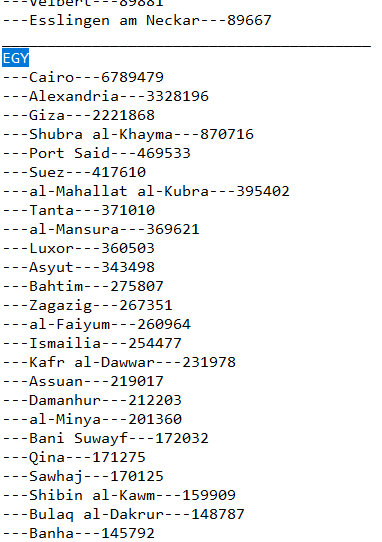 ---Velbert---89881
---Esslingen am Neckar---89667
_________________________________________
EGY
---Cairo---6789479
---Alexandria---3328196
---Giza---2221868
---Shubra al-Khayma---870716
---Port Said---469533
---Suez---417610
---al-Mahallat al-Kubra---395402
---Tanta---371010
---al-Mansura---369621
---Luxor---360503
---Asyut---343498
---Bahtim---275807
---Zagazig---267351
---al-Faiyum---260964
---Ismailia---254477
---Kafr al-Dawwar---231978
---Assuan---219017
---Damanhur---212203
---al-Minya---201360
---Bani Suwayf---172032
---Qina---171275
---Sawhaj---170125
---Shibin al-Kawm---159909
---Bulaq al-Dakrur---148787
---Banha---145792